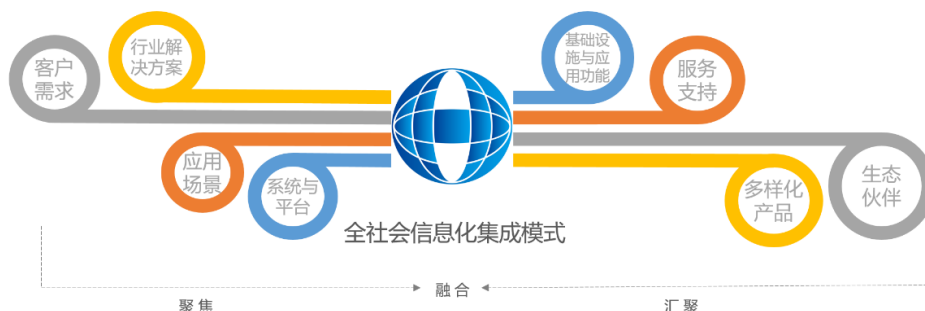 客户
需求
行业解
决方案
应用
场景
系统与
平台
基础设
施与应
用功能
服务
支持
多样化
产品
生态
伙伴
全社会信息化集成模式
聚焦
融合
汇聚